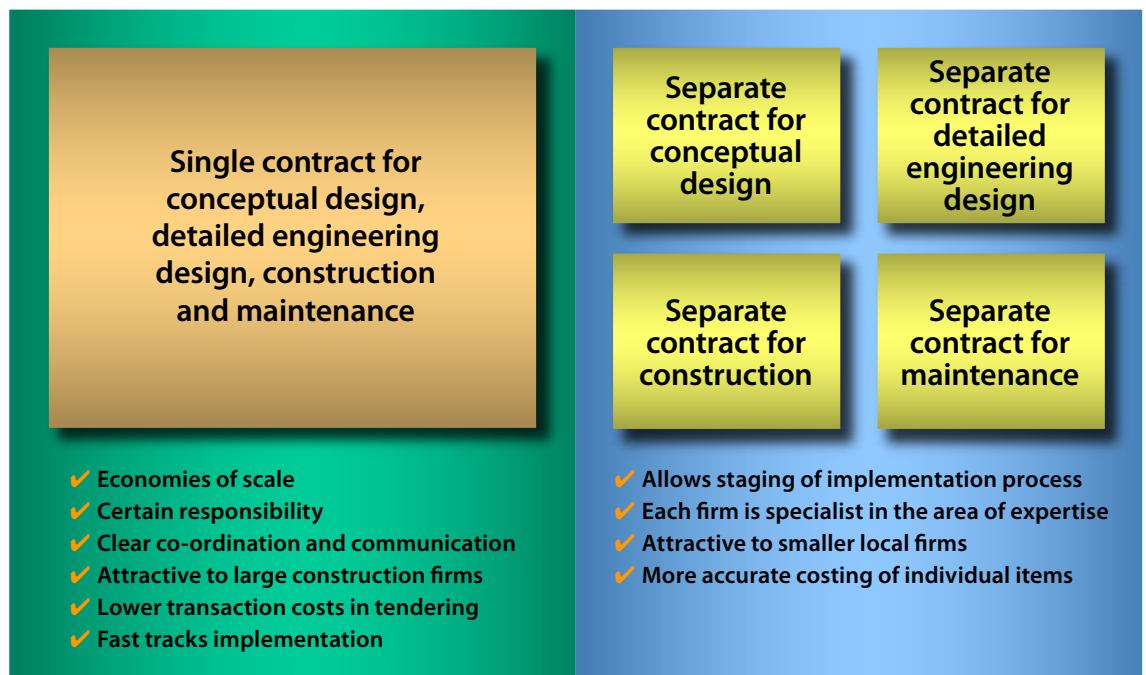 Single contract for
conceptual design,
detailed engineering
design, construction
and maintenance
✔ Economies of scale
✔ Certain responsibility
✔ Clear co-ordination and communication
✔ Attractive to large construction firms
✔ Lower transaction costs in tendering
✔ Fast tracks implementation
Separate
contract for
conceptual
design
Separate
contract for
detailed
engineering
design
Separate
contract for
construction
Separate
contract for
maintenance
✔ Allows staging of implementation process
✔ Each firm is specialist in the area of expertise
✔ Attractive to smaller local firms
✔ More accurate costing of individual items